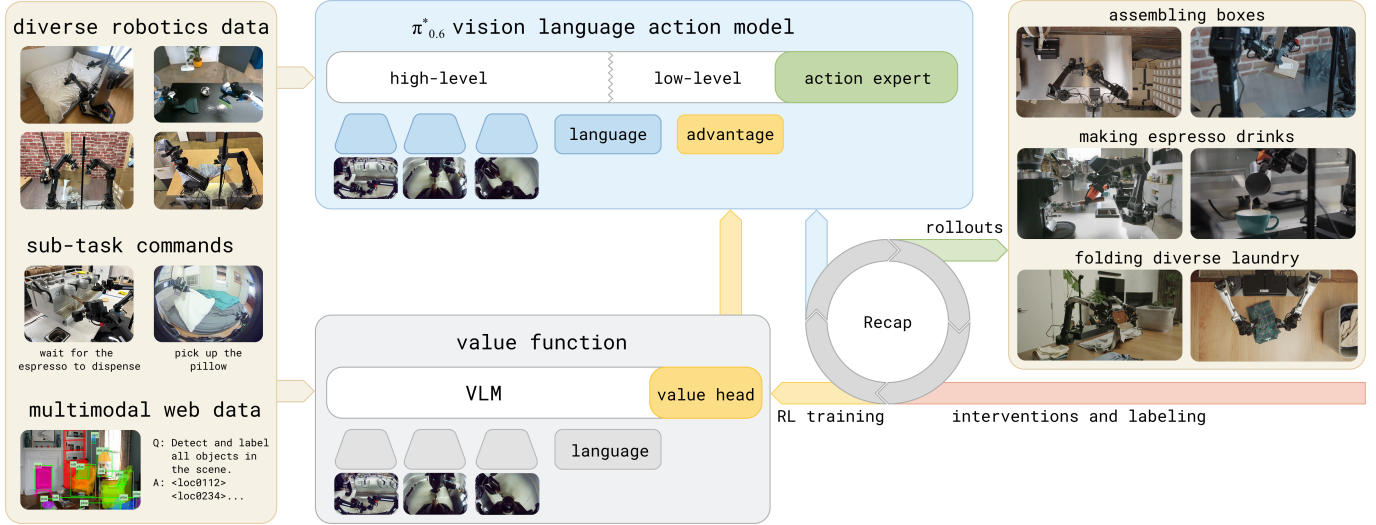 diverse robotics data
sub-task commands
wait for the
espresso to dispense
pick up the
pillow
multimodal web data
Q: Detect and label
all objects in
the scene.
A: <loc0112>
<loc0234>...
π*0.6 vision language action model
high-level
low-level
action expert
language
advantage
value function
VLM
value head
language
Recap
rollouts
RL training
interventions and labeling
assembling boxes
making espresso drinks
folding diverse laundry